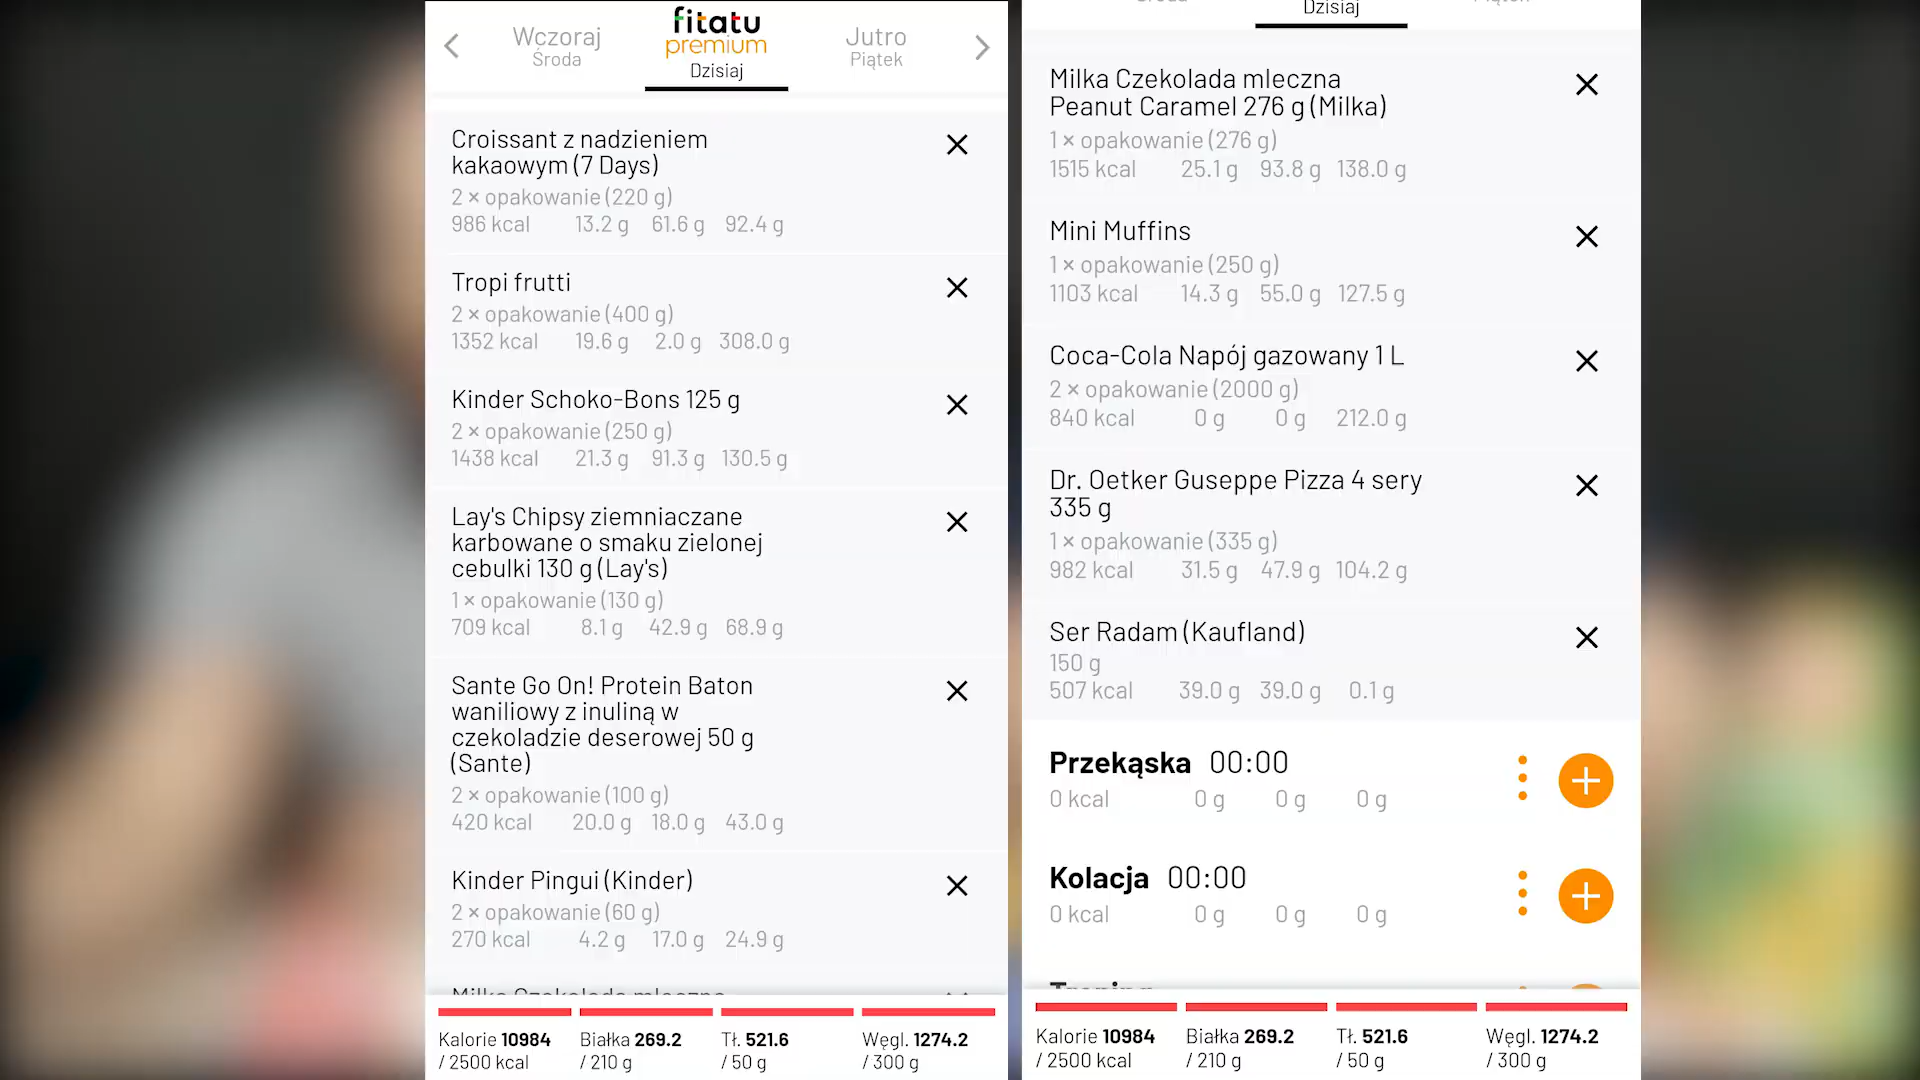 Wczoraj
Środa
fitatu
premium
Dzisiaj
Jutro
Piątek
Croissant z nadzieniem
kakaowym (7 Days)
2 × opakowanie (220 g)
986 kcal 13.2 g 61.6 g 92.4 g
Tropi frutti
2 × opakowanie (400 g)
1352 kcal 19.6 g 2.0 g 308.0 g
Kinder Schoko-Bons 125 g
2 × opakowanie (250 g)
1438 kcal 21.3 g 91.3 g 130.5 g
Lay's Chipsy ziemniaczane
karbowane o smaku zielonej
cebulki 130 g (Lay's)
1 × opakowanie (130 g)
709 kcal 8.1 g 42.9 g 68.9 g
Sante Go On! Protein Baton
waniliowy z inuliną w
czekoladzie deserowej 50 g
(Sante)
2 × opakowanie (100 g)
420 kcal 20.0 g 18.0 g 43.0 g
Kinder Pingui (Kinder)
2 × opakowanie (60 g)
270 kcal 4.2 g 17.0 g 24.9 g
Milka Czekolada mleczna
Kalorie 10984 Białka 269.2 Tł. 521.6 Węgl. 1274.2
/ 2500 kcal / 210 g / 50 g / 300 g
Środa Dzisiaj Piątek
Milka Czekolada mleczna
Peanut Caramel 276 g (Milka)
1 × opakowanie (276 g)
1515 kcal 25.1 g 93.8 g 138.0 g
Mini Muffins
1 × opakowanie (250 g)
1103 kcal 14.3 g 55.0 g 127.5 g
Coca-Cola Napój gazowany 1 L
2 × opakowanie (2000 g)
840 kcal 0 g 0 g 212.0 g
Dr. Oetker Guseppe Pizza 4 sery
335 g
1 × opakowanie (335 g)
982 kcal 31.5 g 47.9 g 104.2 g
Ser Radam (Kaufland)
150 g
507 kcal 39.0 g 39.0 g 0.1 g
Przekąska 00:00
0 kcal 0 g 0 g 0 g
Kolacja 00:00
0 kcal 0 g 0 g 0 g
Kalorie 10984 Białka 269.2 Tł. 521.6 Węgl. 1274.2
/ 2500 kcal / 210 g / 50 g / 300 g